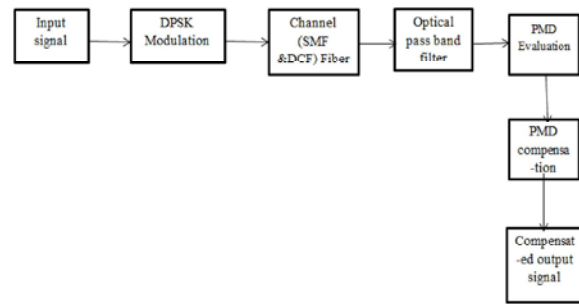 Input
signal
DPSK
Modulation
Channel
(SMF
&DCF) Fiber
Optical
pass band
filter
PMD
Evaluation
PMD
compensa
-tion
Compensat
-ed output
signal